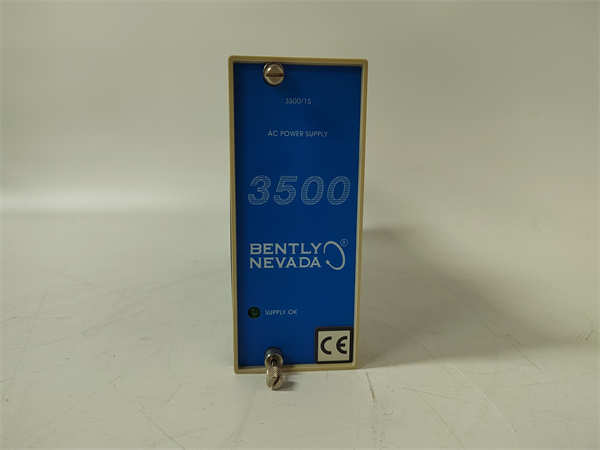 3500/15
AC POWER SUPPLY
3500
BENTLY
NEVADA ®
SUPPLY OK
CE